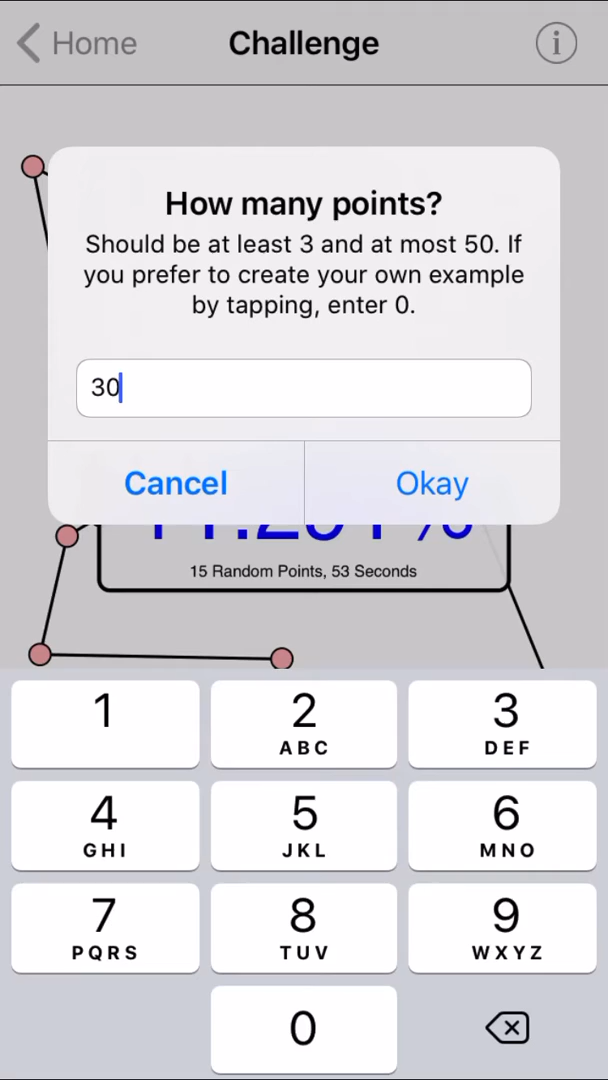 Home
Challenge
i
How many points?
Should be at least 3 and at most 50. If
you prefer to create your own example
by tapping, enter 0.
30
Cancel
Okay
15 Random Points, 53 Seconds
1
2
ABC
3
DEF
4
GHI
5
JKL
6
MNO
7
PQRS
8
TUV
9
WXYZ
0